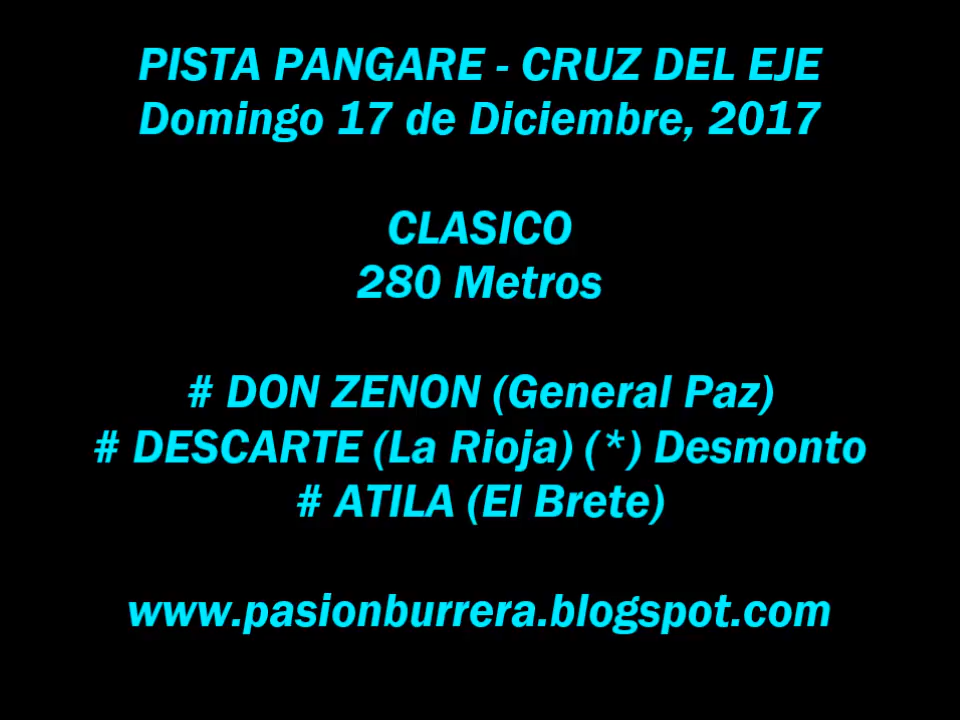 PISTA PANGARE - CRUZ DEL EJE
Domingo 17 de Diciembre, 2017
CLASICO
280 Metros
# DON ZENON (General Paz)
# DESCARTE (La Rioja) (*) Desmonto
# ATILA (El Brete)
www.pasionburrera.blogspot.com